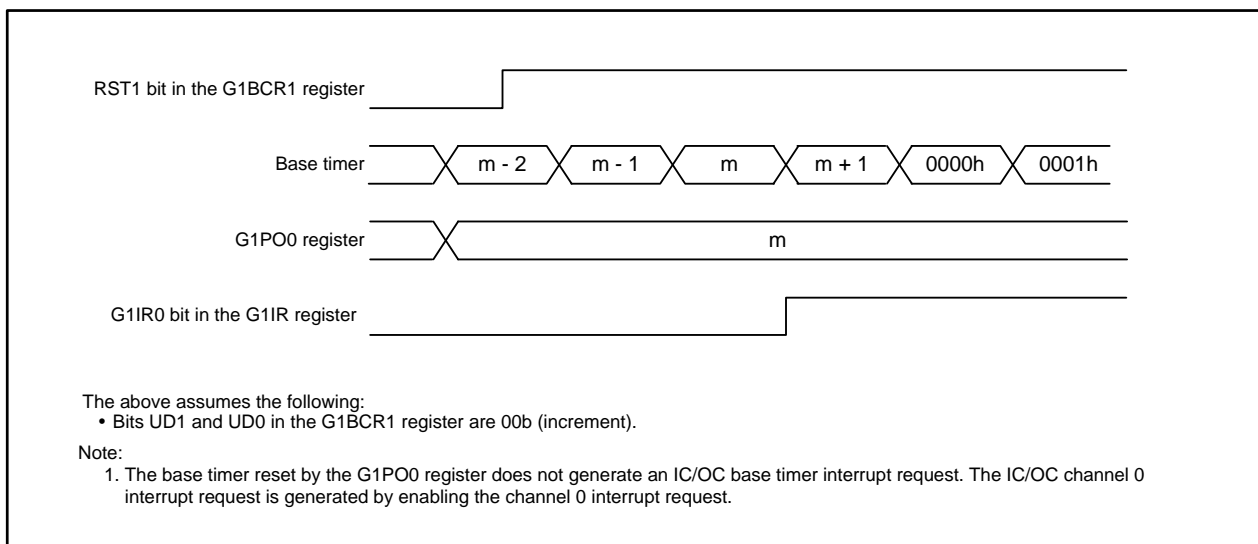 RST1 bit in the G1BCR1 register
Base timer
m - 2
m - 1
m
m + 1
0000h
0001h
G1PO0 register
m
G1IR0 bit in the G1IR register
The above assumes the following:
• Bits UD1 and UD0 in the G1BCR1 register are 00b (increment).
Note:
1. The base timer reset by the G1PO0 register does not generate an IC/OC base timer interrupt request. The IC/OC channel 0
interrupt request is generated by enabling the channel 0 interrupt request.